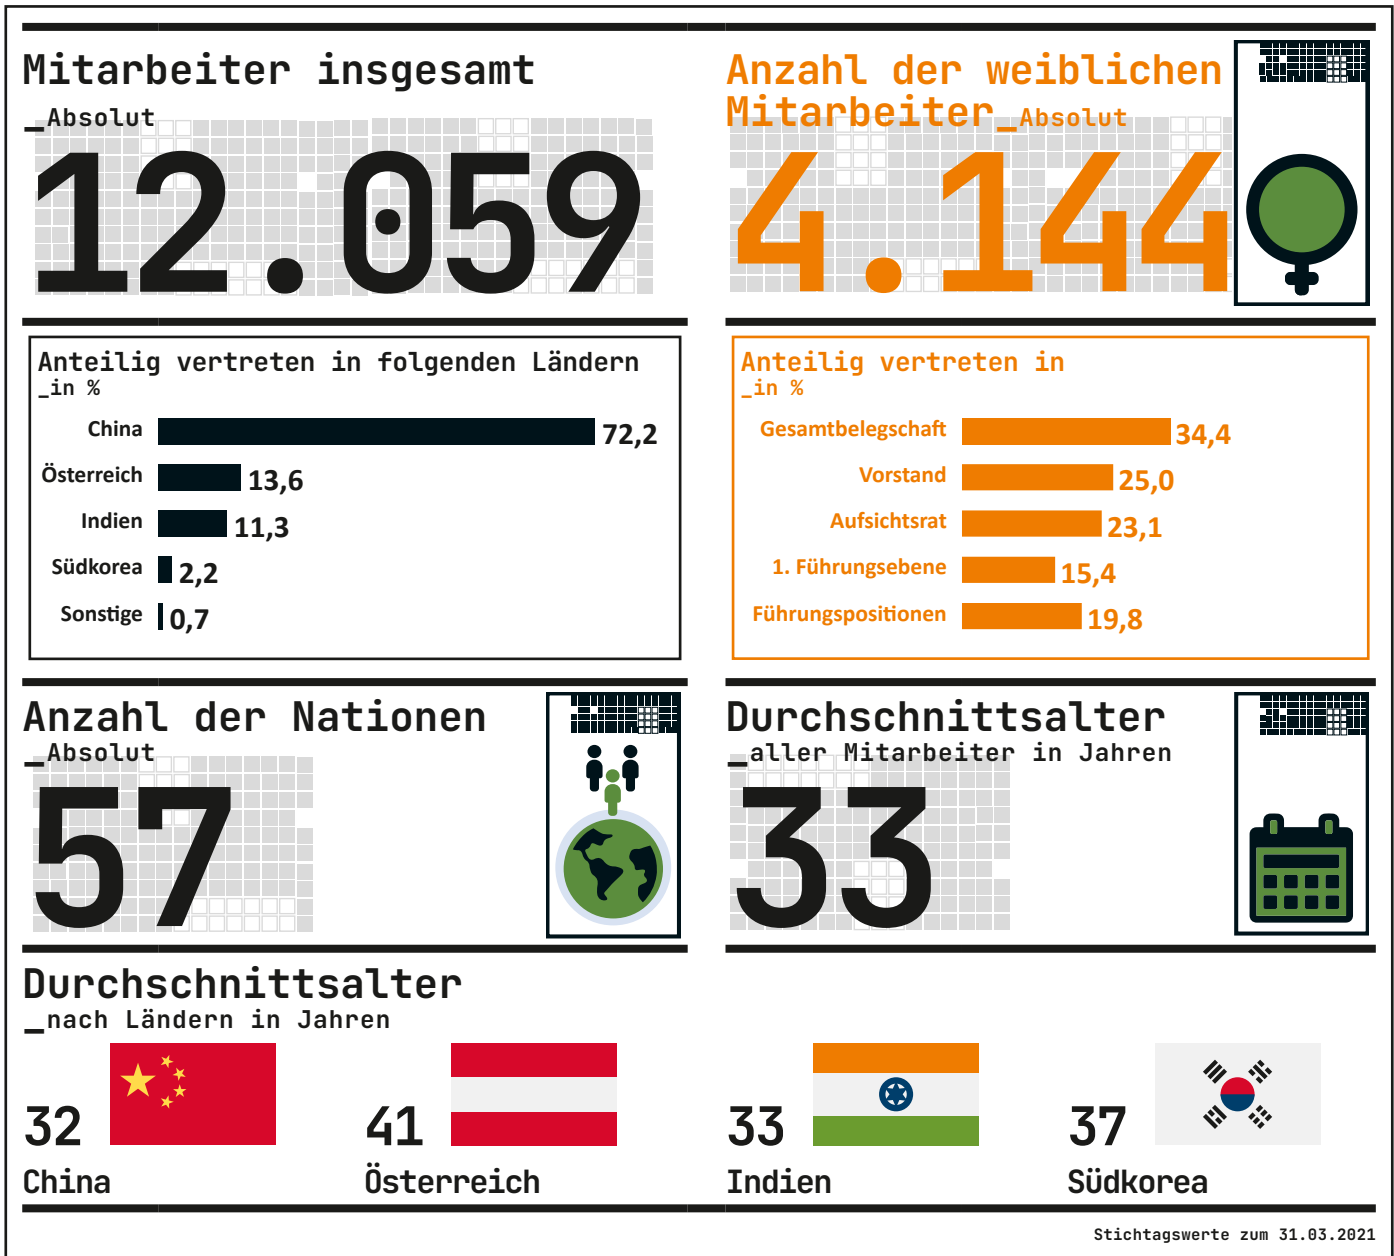 Mitarbeiter insgesamt
_Absolut
12.059
Anzahl der weiblichen
Mitarbeiter_Absolut
4.144
Anteilig vertreten in folgenden Ländern
_in %
China 72,2
Österreich 13,6
Indien 11,3
Südkorea 2,2
Sonstige 0,7
Anteilig vertreten in
_in %
Gesamtbelegschaft 34,4
Vorstand 25,0
Aufsichtsrat 23,1
1. Führungsebene 15,4
Führungspositionen 19,8
Anzahl der Nationen
_Absolut
57
Durchschnittsalter
_aller Mitarbeiter in Jahren
33
Durchschnittsalter
_nach Ländern in Jahren
32
China
41
Österreich
33
Indien
37
Südkorea
Stichtagswerte zum 31.03.2021